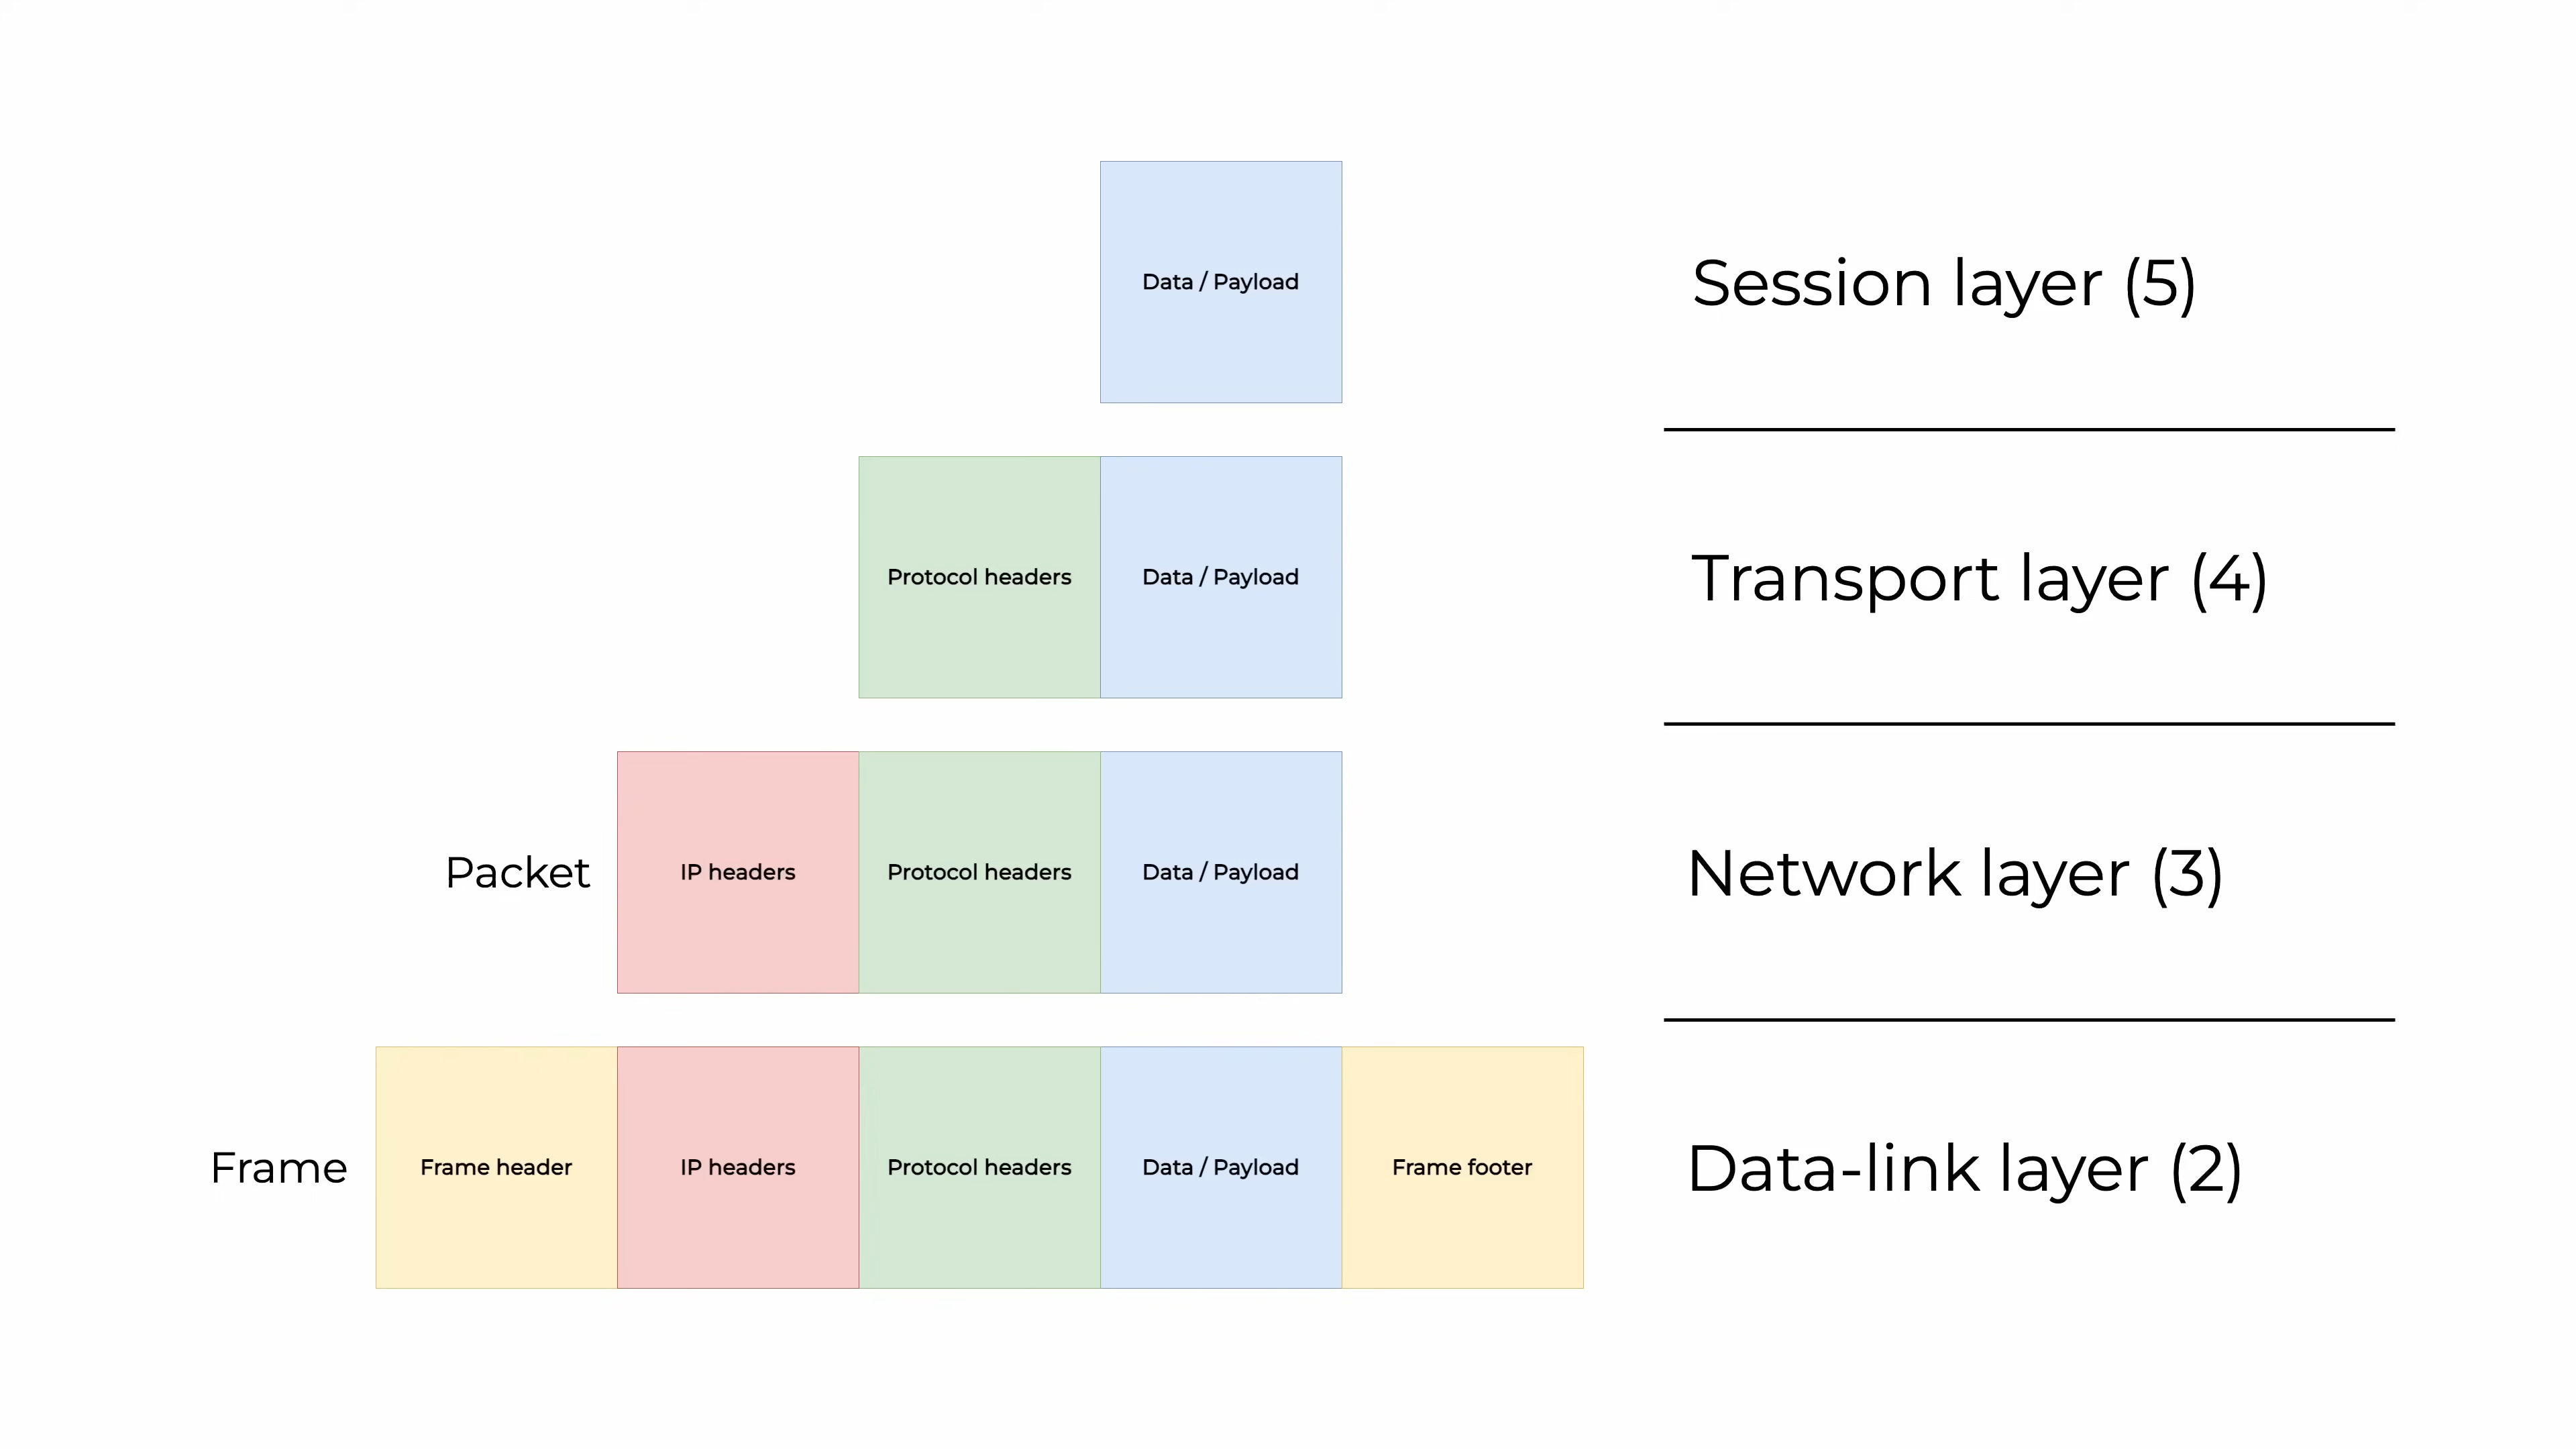 Data / Payload
Session layer (5)
Protocol headers
Data / Payload
Transport layer (4)
Packet
IP headers
Protocol headers
Data / Payload
Network layer (3)
Frame
Frame header
IP headers
Protocol headers
Data / Payload
Frame footer
Data-link layer (2)